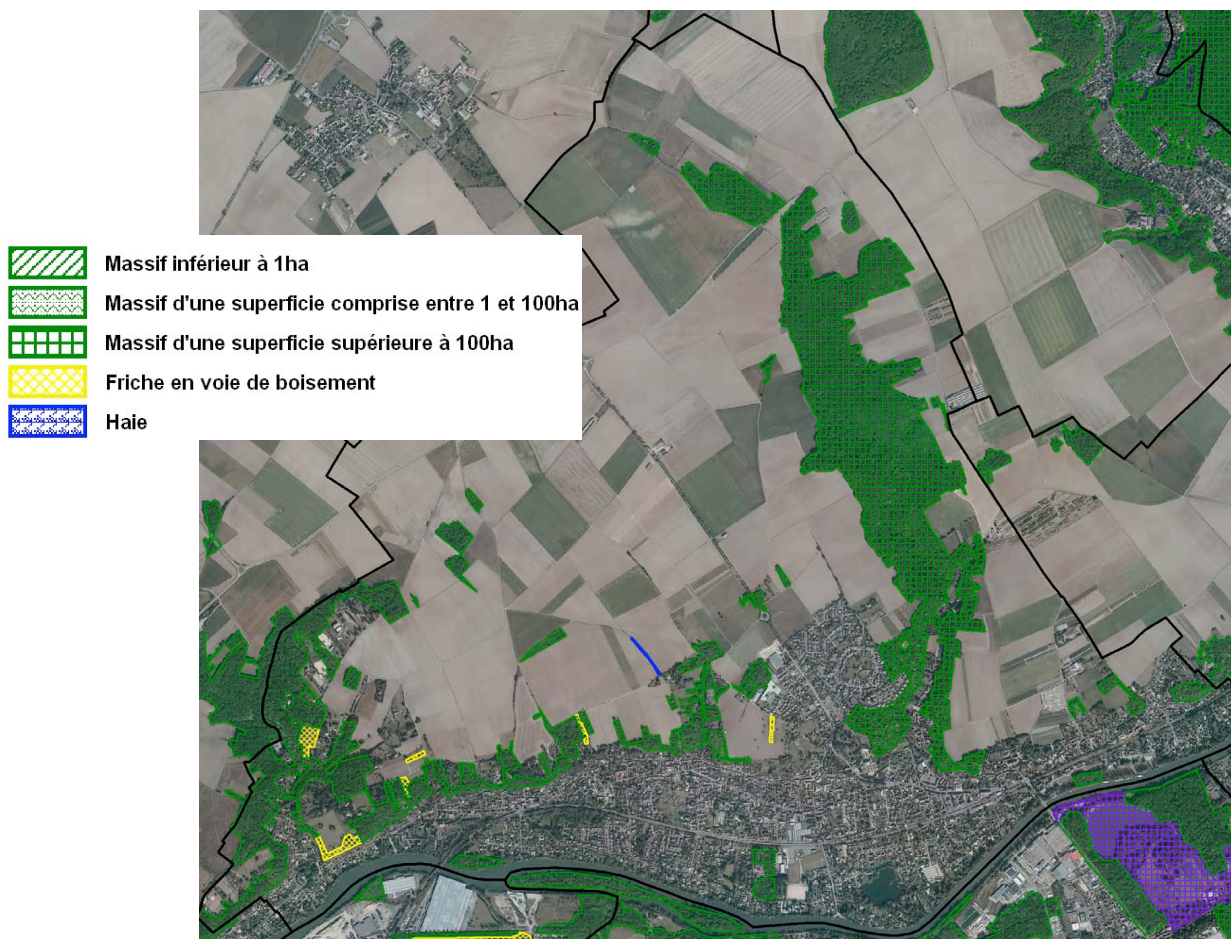 Massif inférieur à 1ha
Massif d'une superficie comprise entre 1 et 100ha
Massif d'une superficie supérieure à 100ha
Friche en voie de boisement
Haie